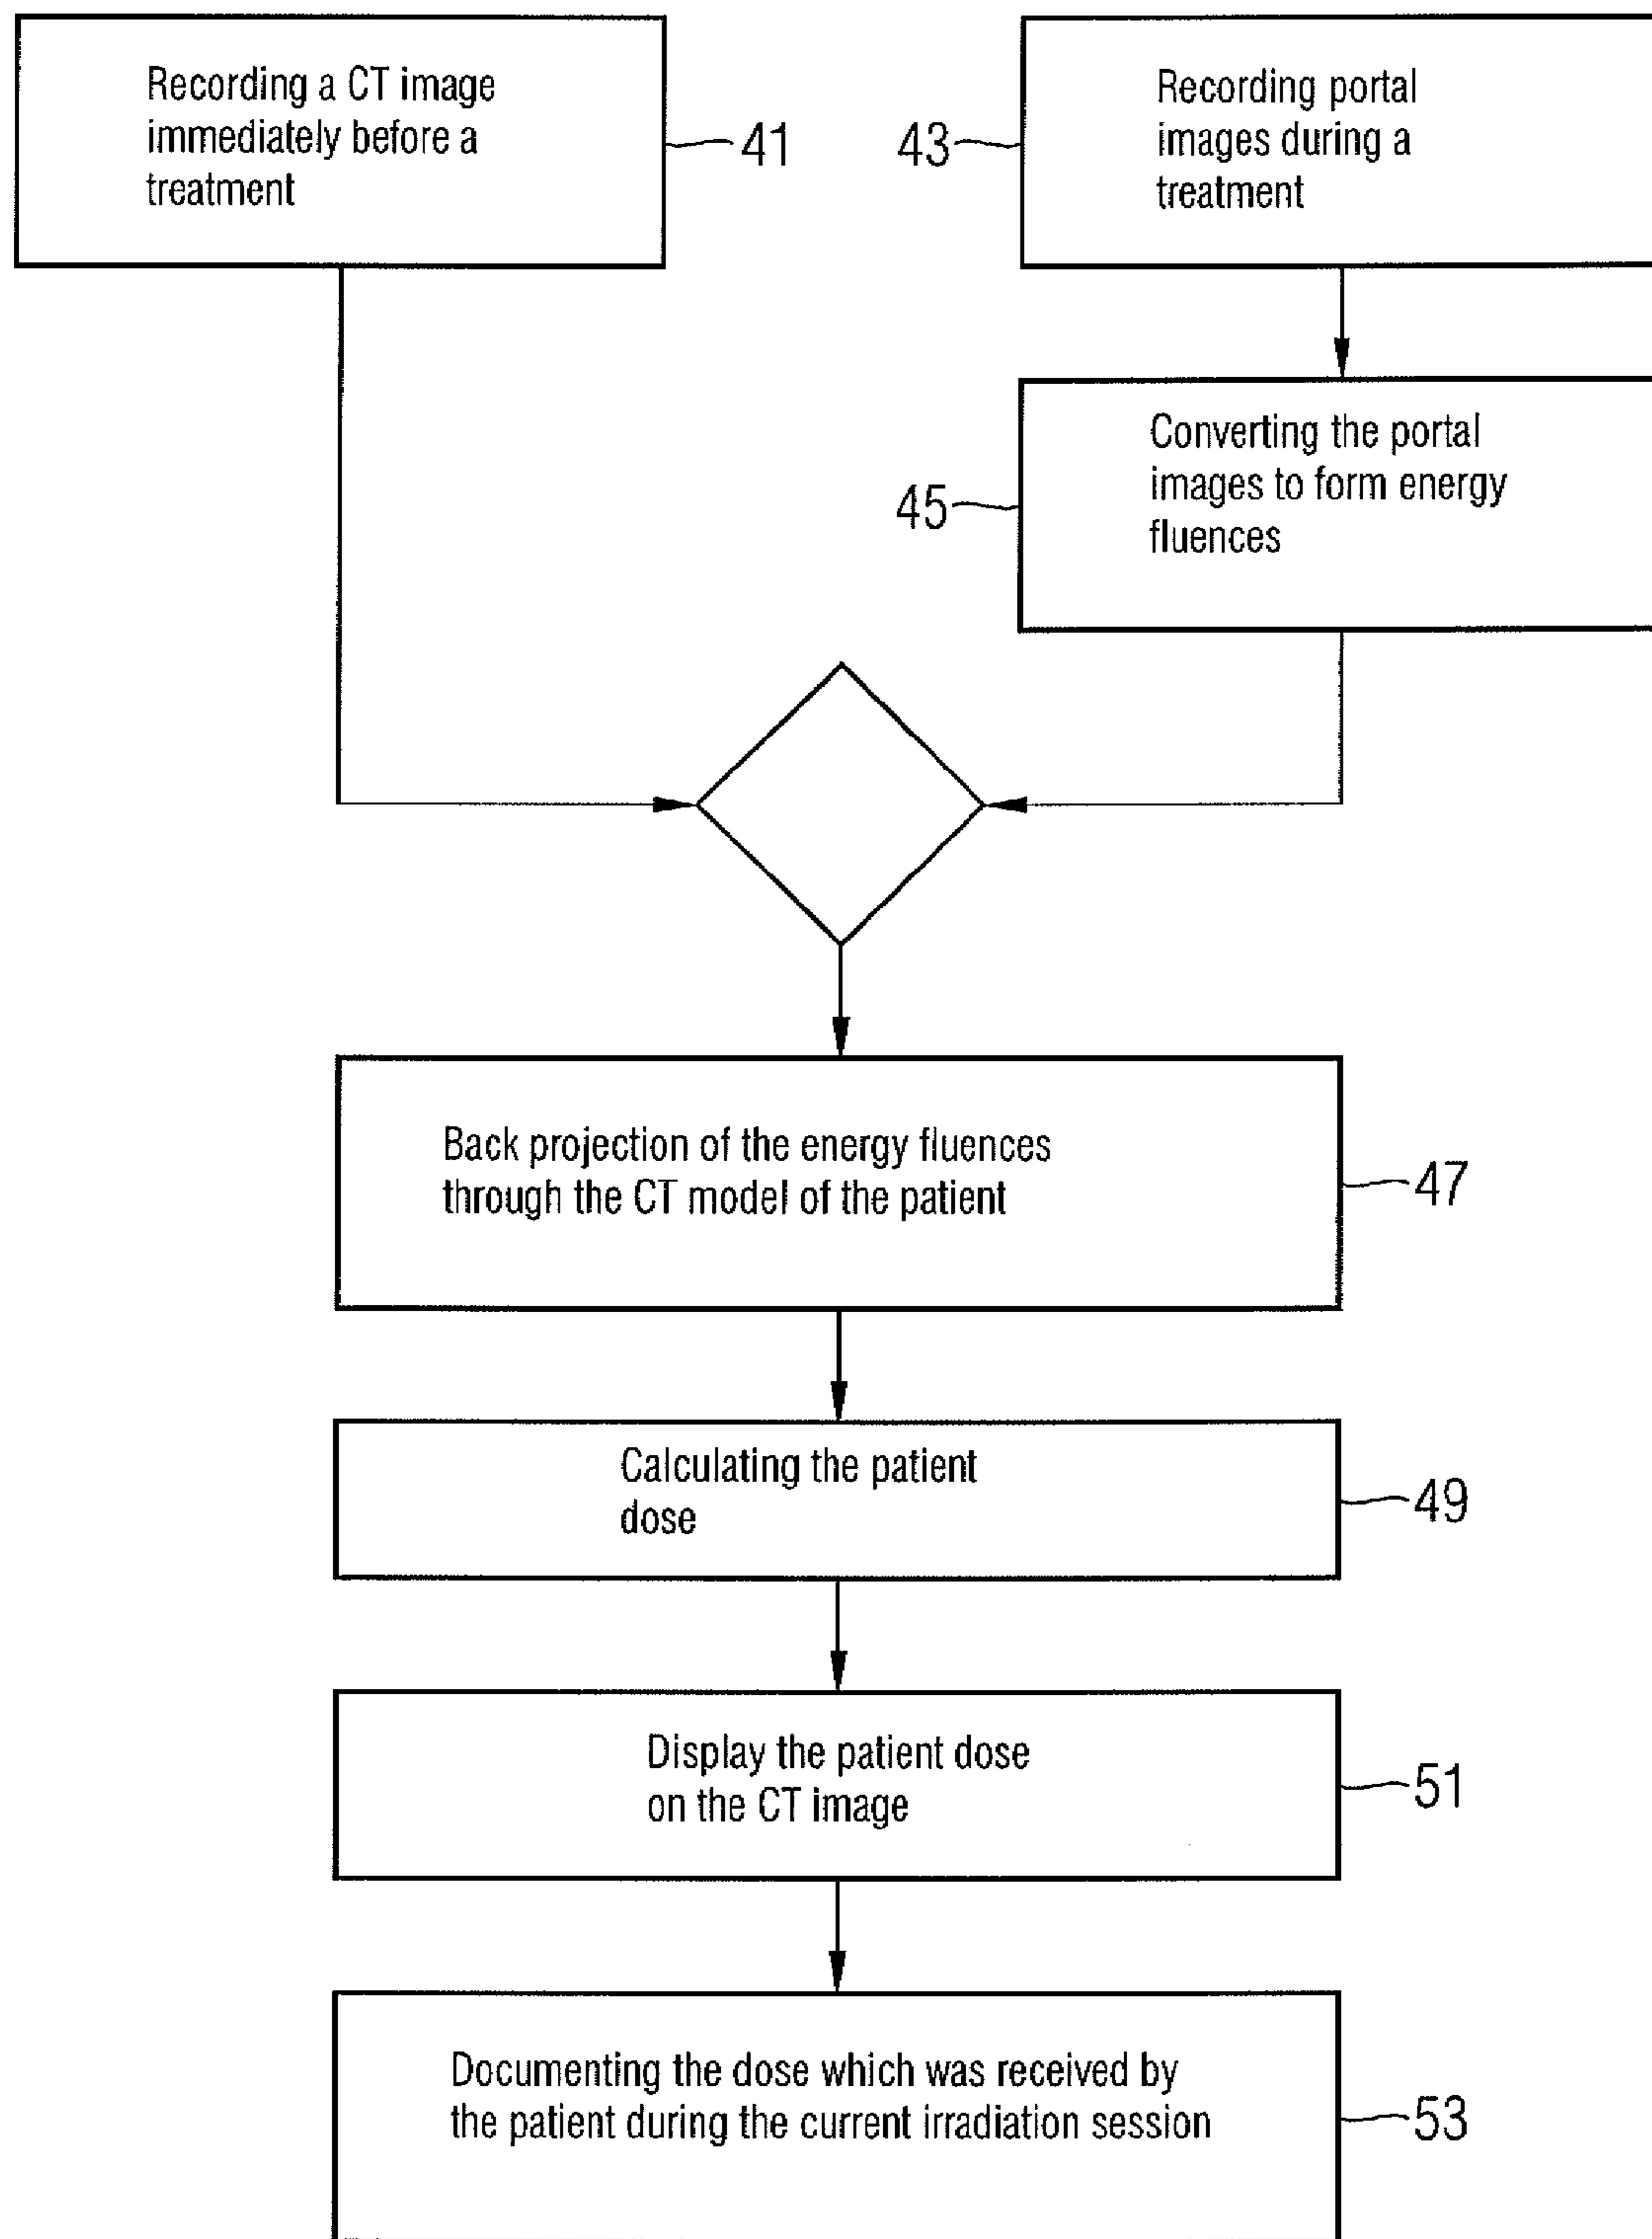 Recording a CT image
immediately before a
treatment
41
43
Recording portal
images during a
treatment
45
Converting the portal
images to form energy
fluences
Back projection of the energy fluences
through the CT model of the patient
47
Calculating the patient
dose
49
Display the patient dose
on the CT image
51
Documenting the dose which was received by
the patient during the current irradiation session
53